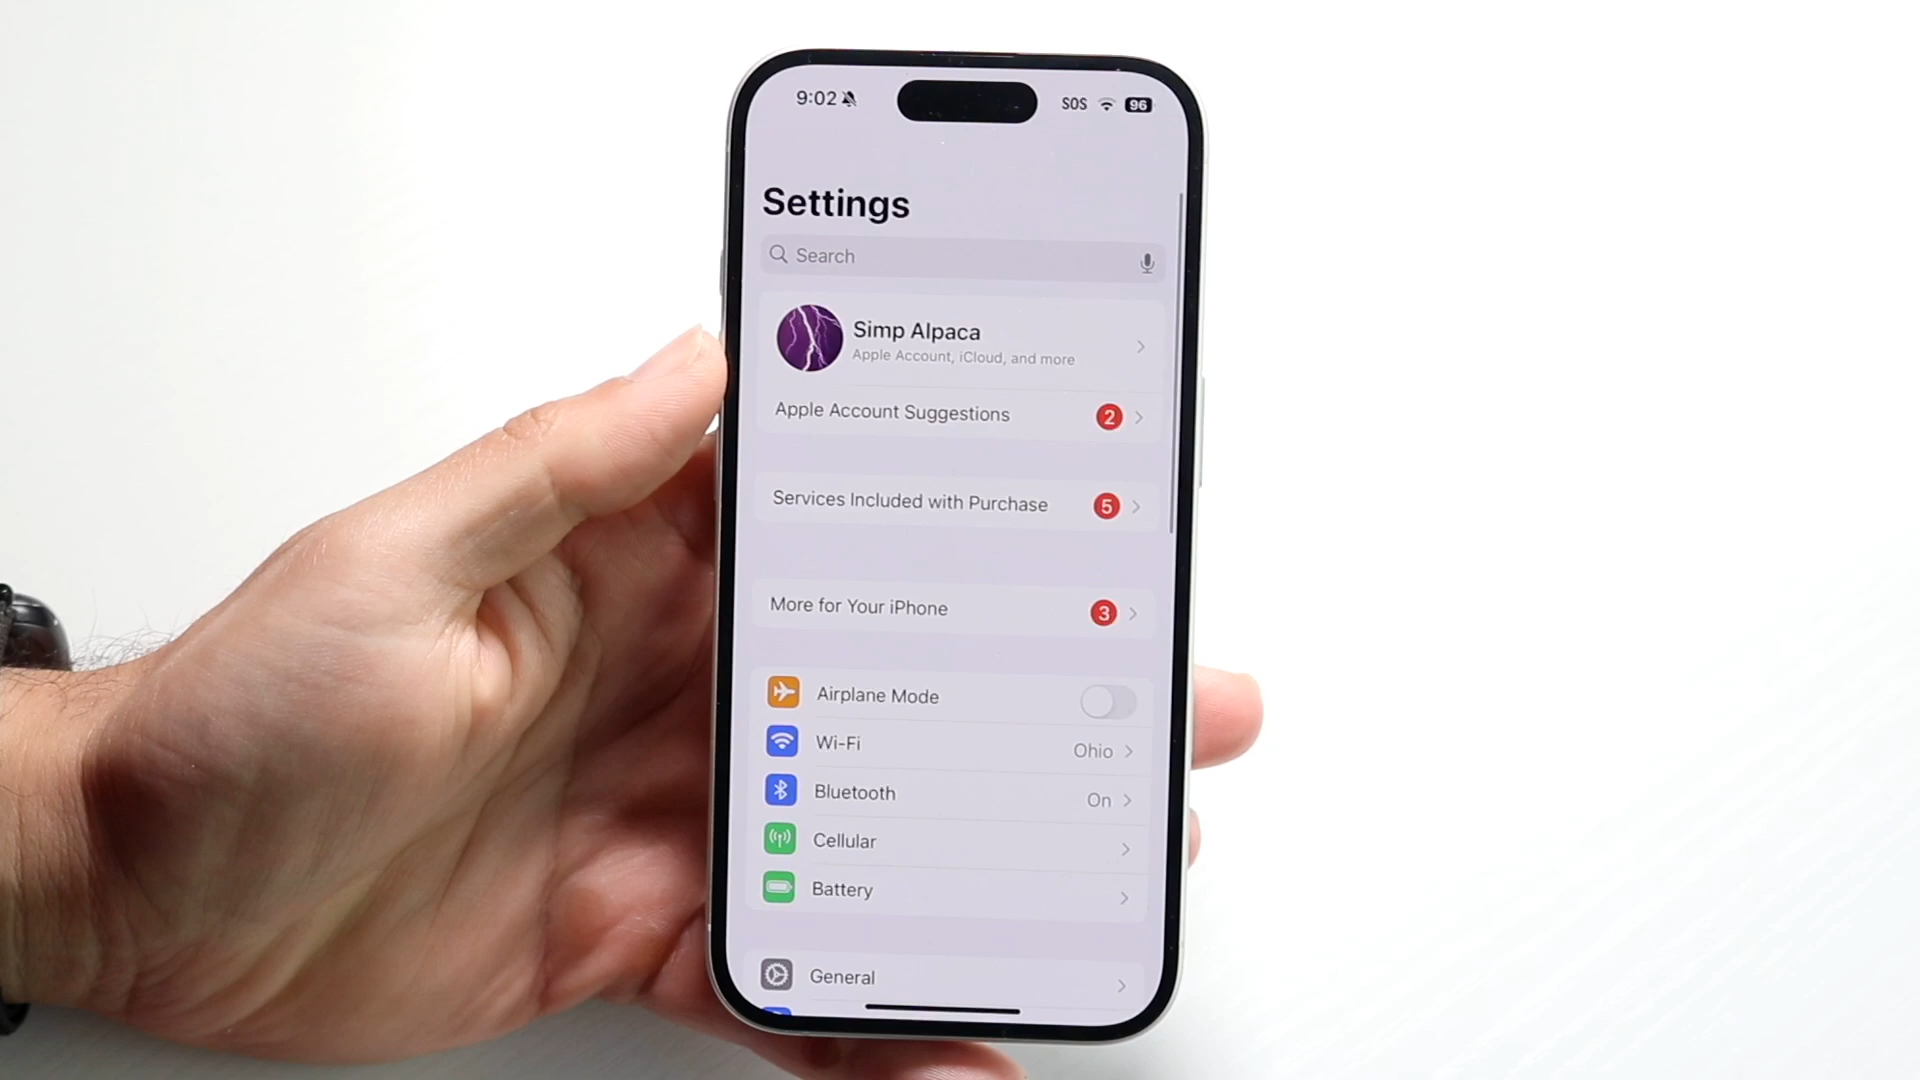 9:02 SOS 96
Settings
Search
Simp Alpaca
Apple Account, iCloud, and more
Apple Account Suggestions 2
Services Included with Purchase 5
More for Your iPhone 3
Airplane Mode
Wi-Fi Ohio
Bluetooth On
Cellular
Battery
General